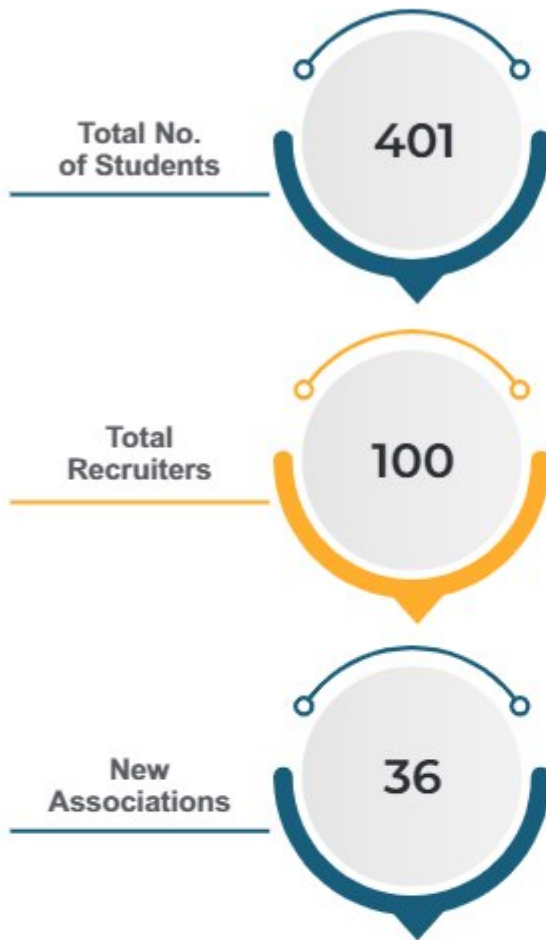 Total No.
of Students
401
Total
Recruiters
100
New
Associations
36